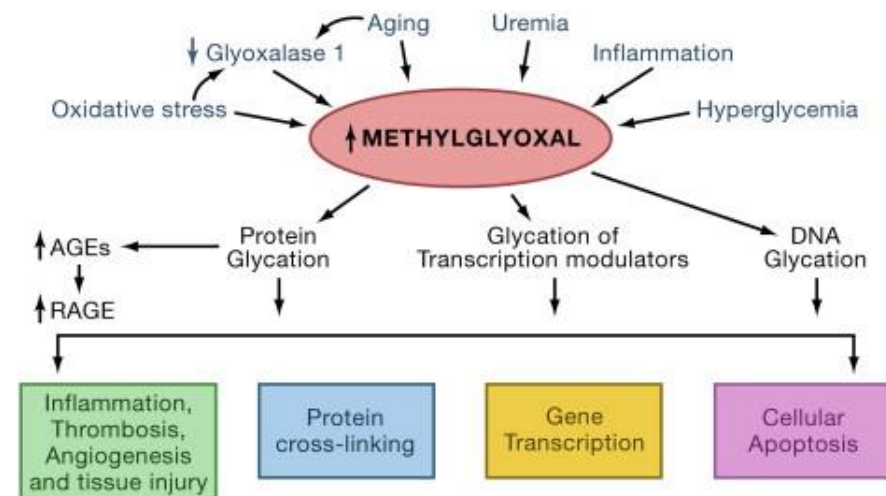 Aging
Uremia
↓ Glyoxalase 1
Inflammation
Oxidative stress
Hyperglycemia
↑ METHYLGLYOXAL
↑ AGEs
Protein
Glycation
Glycation of
Transcription modulators
DNA
Glycation
↑ RAGE
Inflammation,
Thrombosis,
Angiogenesis
and tissue injury
Protein
cross-linking
Gene
Transcription
Cellular
Apoptosis